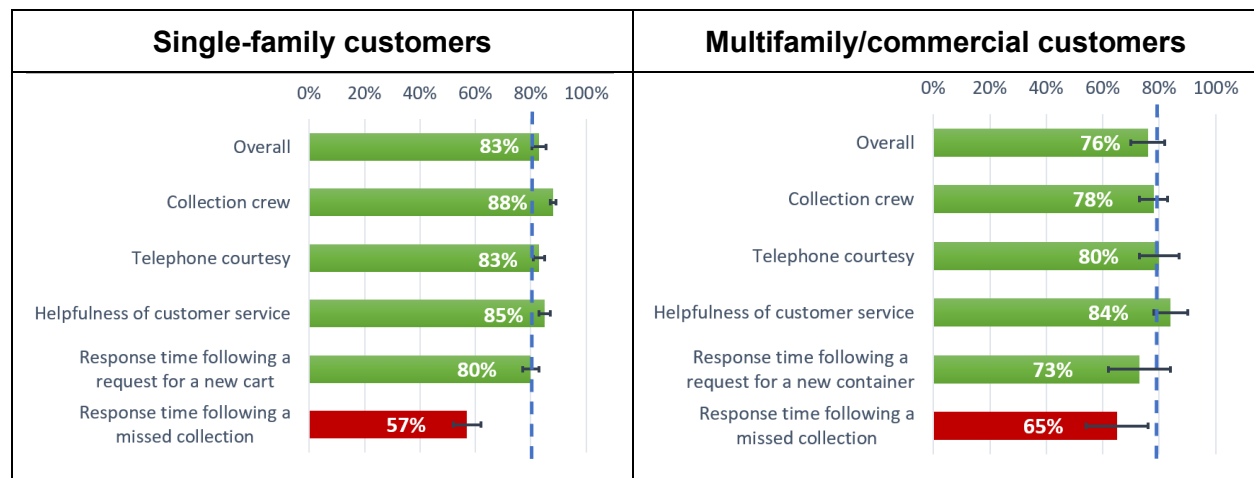 Single-family customers
0% 20% 40% 60% 80% 100%
Overall
83%
Collection crew
88%
Telephone courtesy
83%
Helpfulness of customer service
85%
Response time following a
request for a new cart
80%
Response time following a
missed collection
57%
Multifamily/commercial customers
0% 20% 40% 60% 80% 100%
Overall
76%
Collection crew
78%
Telephone courtesy
80%
Helpfulness of customer service
84%
Response time following a
request for a new container
73%
Response time following a
missed collection
65%